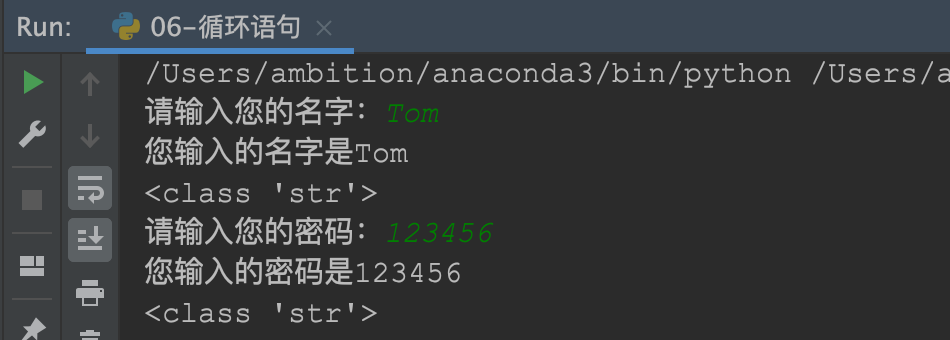 Run: 06-循环语句
/Users/ambition/anaconda3/bin/python /Users/a
请输入您的名字：Tom
您输入的名字是Tom
<class 'str'>
请输入您的密码：123456
您输入的密码是123456
<class 'str'>